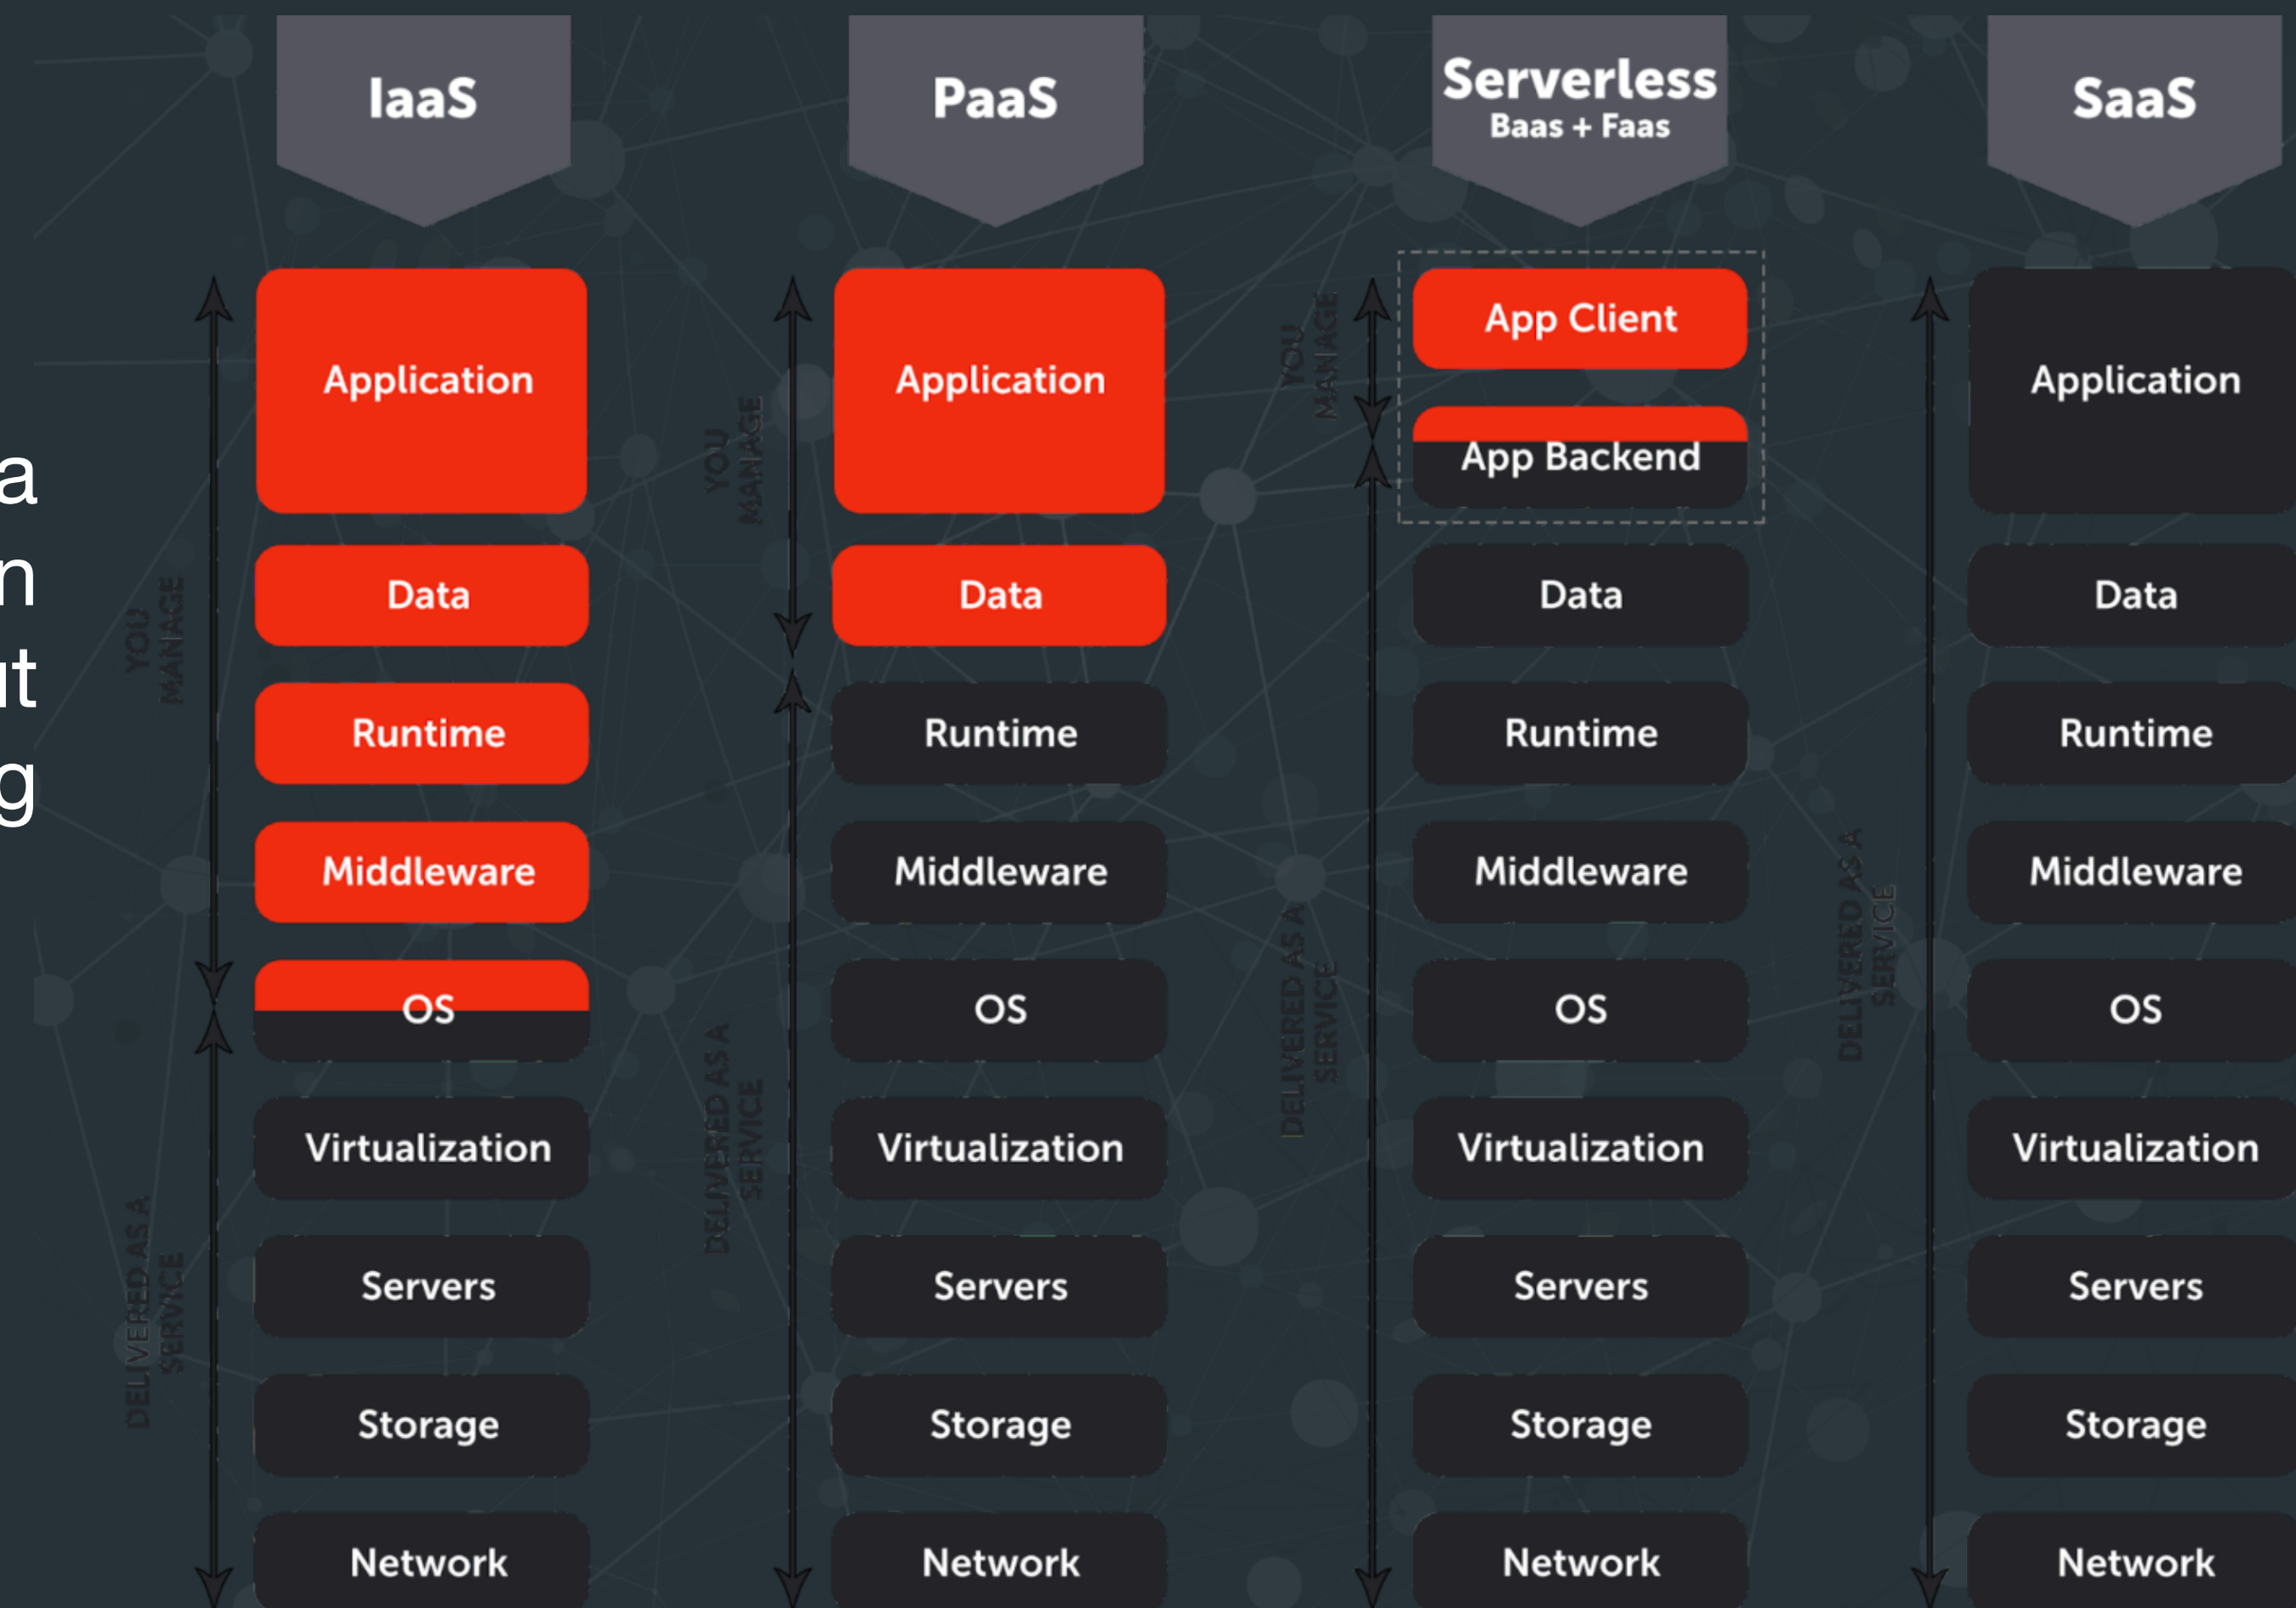 a
n
ut
g
IaaS
YOU
MANAGE
DELIVERED AS A
SERVICE
Application
Data
Runtime
Middleware
OS
Virtualization
Servers
Storage
Network
PaaS
YOU
MANAGE
DELIVERED AS A
SERVICE
Application
Data
Runtime
Middleware
OS
Virtualization
Servers
Storage
Network
Serverless
Baas + Faas
YOU
MANAGE
DELIVERED AS A
SERVICE
App Client
App Backend
Data
Runtime
Middleware
OS
Virtualization
Servers
Storage
Network
SaaS
DELIVERED AS A
SERVICE
Application
Data
Runtime
Middleware
OS
Virtualization
Servers
Storage
Network